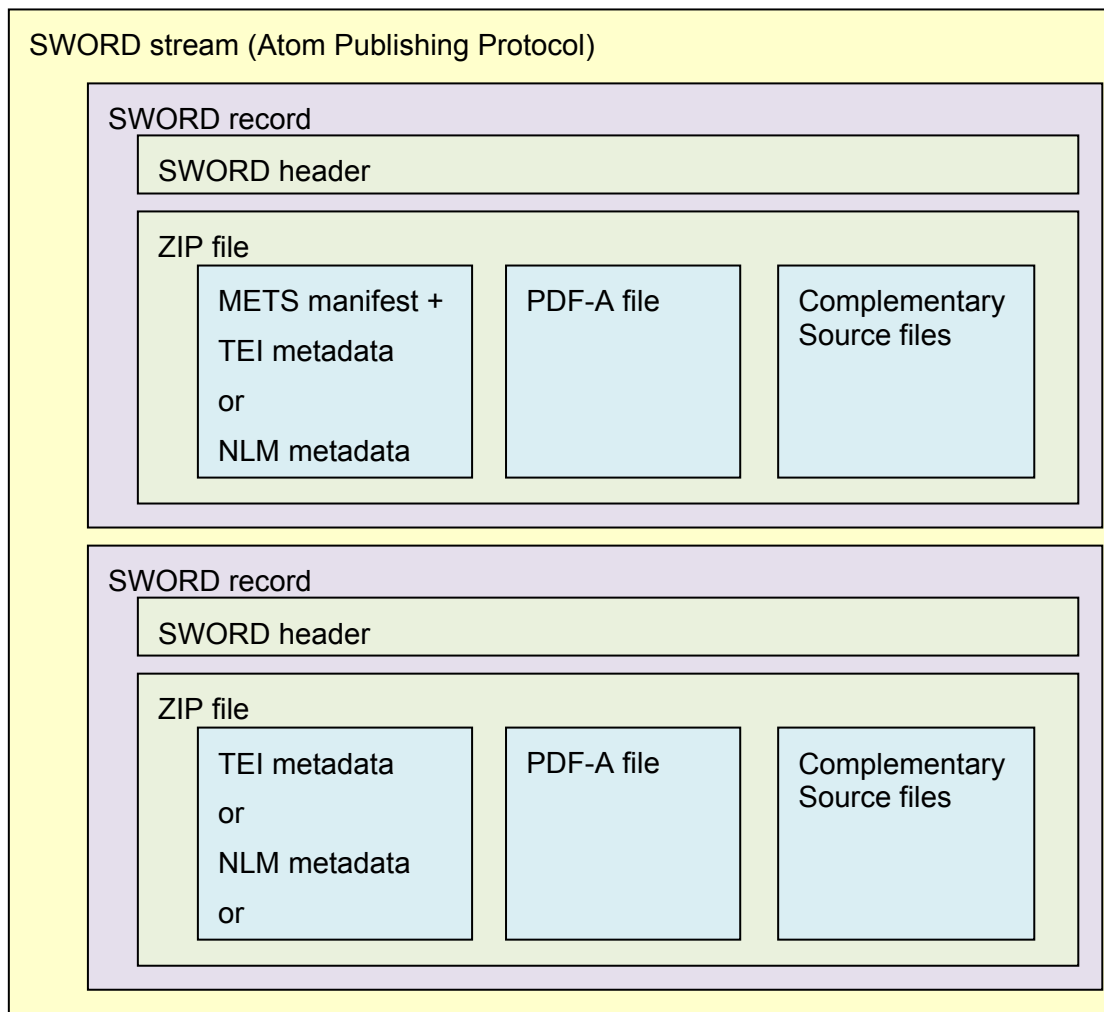 SWORD stream (Atom Publishing Protocol)
SWORD record
SWORD header
ZIP file
METS manifest +
TEI metadata
or
NLM metadata
PDF-A file
Complementary
Source files
SWORD record
SWORD header
ZIP file
TEI metadata
or
NLM metadata
or
PDF-A file
Complementary
Source files